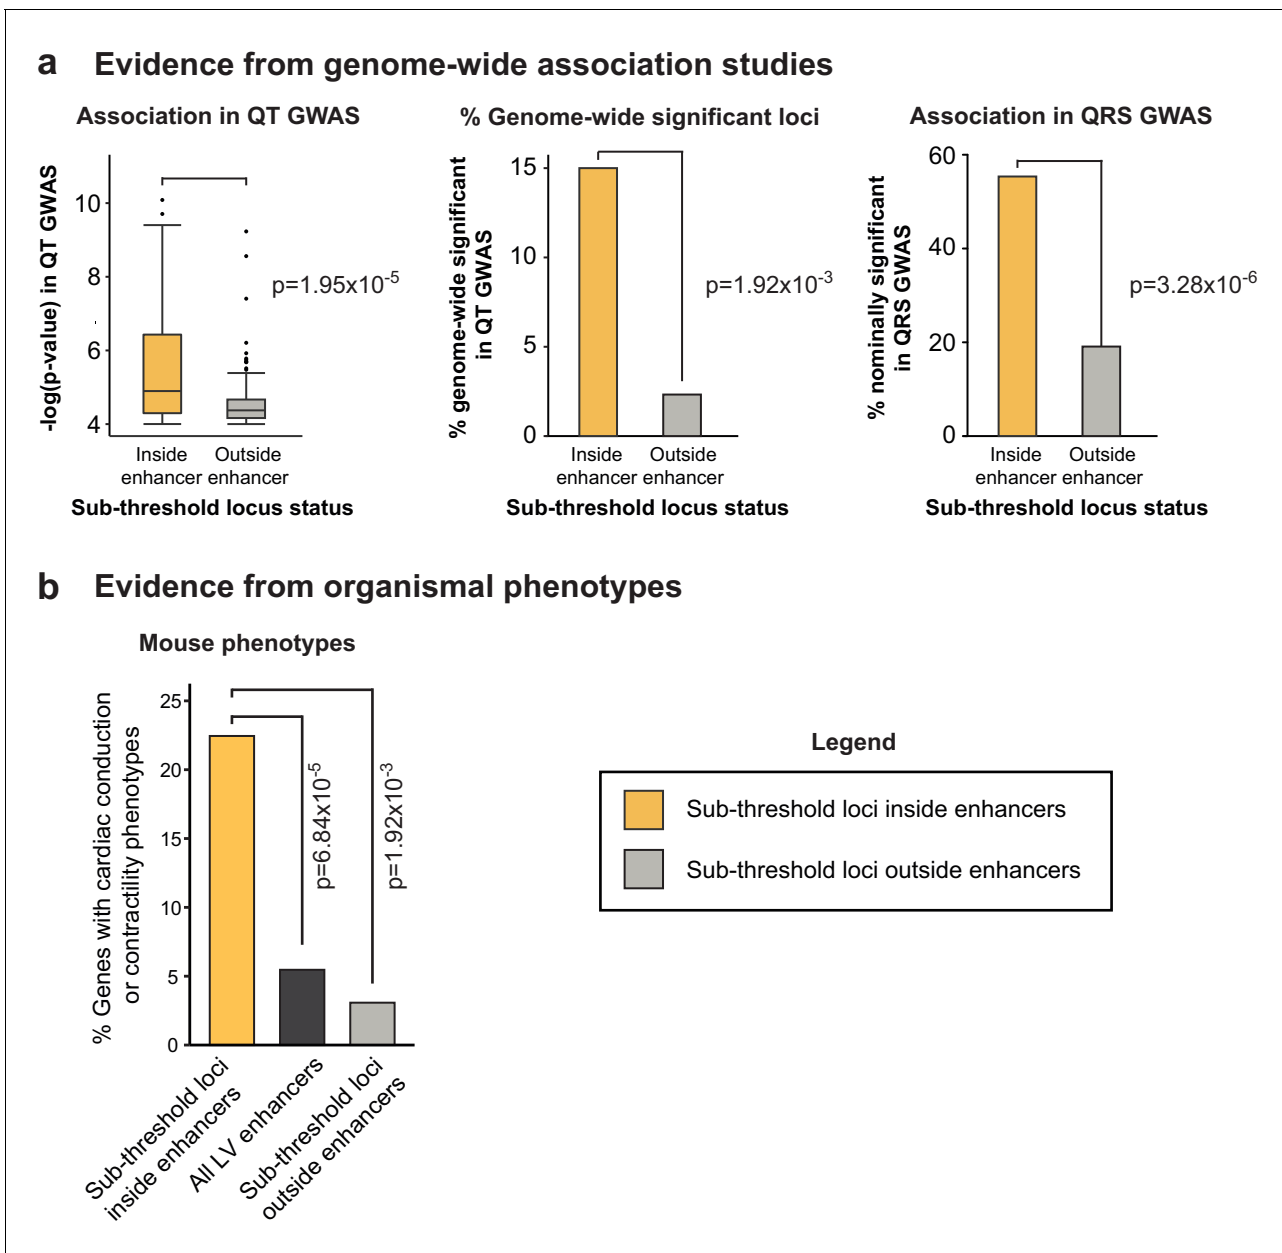 a Evidence from genome-wide association studies
Association in QT GWAS
-log(p-value) in QT GWAS
10
8
6
4
p=1.95x10-5
Inside enhancer
Outside enhancer
Sub-threshold locus status
% Genome-wide significant loci
% genome-wide significant
in QT GWAS
15
10
5
0
p=1.92x10-3
Inside enhancer
Outside enhancer
Sub-threshold locus status
Association in QRS GWAS
% nominally significant
in QRS GWAS
60
40
20
0
p=3.28x10-6
Inside enhancer
Outside enhancer
Sub-threshold locus status
b Evidence from organismal phenotypes
Mouse phenotypes
% Genes with cardiac conduction
or contractility phenotypes
25
20
15
10
5
0
p=6.84x10-5
p=1.92x10-3
Sub-threshold loci
inside enhancers
All LV enhancers
Sub-threshold loci
outside enhancers
Legend
Sub-threshold loci inside enhancers
Sub-threshold loci outside enhancers